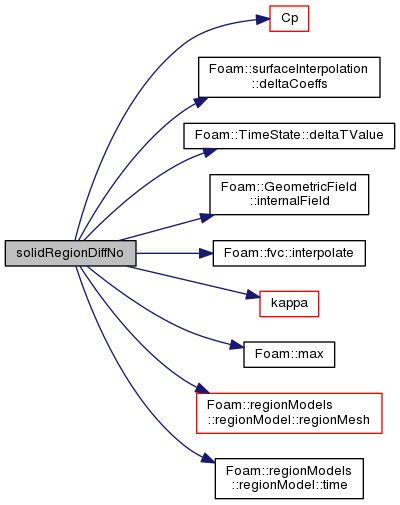 Cp
Foam::surfaceInterpolation
::deltaCoeffs
Foam::TimeState::deltaTValue
Foam::GeometricField
::internalField
solidRegionDiffNo
Foam::fvc::interpolate
kappa
Foam::max
Foam::regionModels
::regionModel::regionMesh
Foam::regionModels
::regionModel::time